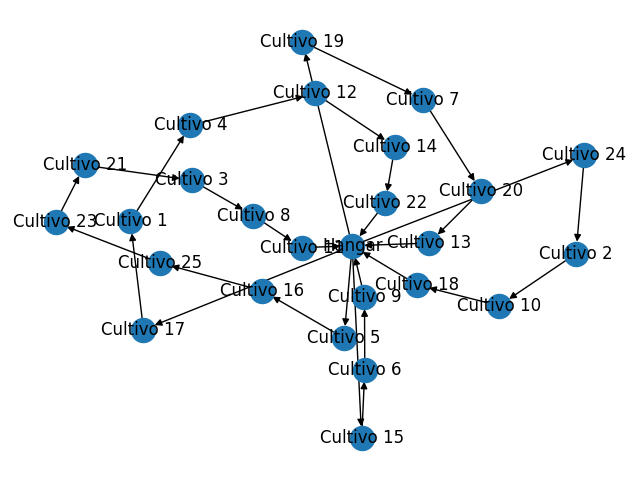 Cultivo 19
Cultivo 12
Cultivo 7
Cultivo 4
Cultivo 14
Cultivo 24
Cultivo 21
Cultivo 3
Cultivo 20
Cultivo 22
Cultivo 8
Cultivo 23
Cultivo 1
Cultivo 13
Cultivo 11
Hangar
Cultivo 2
Cultivo 25
Cultivo 18
Cultivo 16
Cultivo 9
Cultivo 10
Cultivo 17
Cultivo 5
Cultivo 6
Cultivo 15